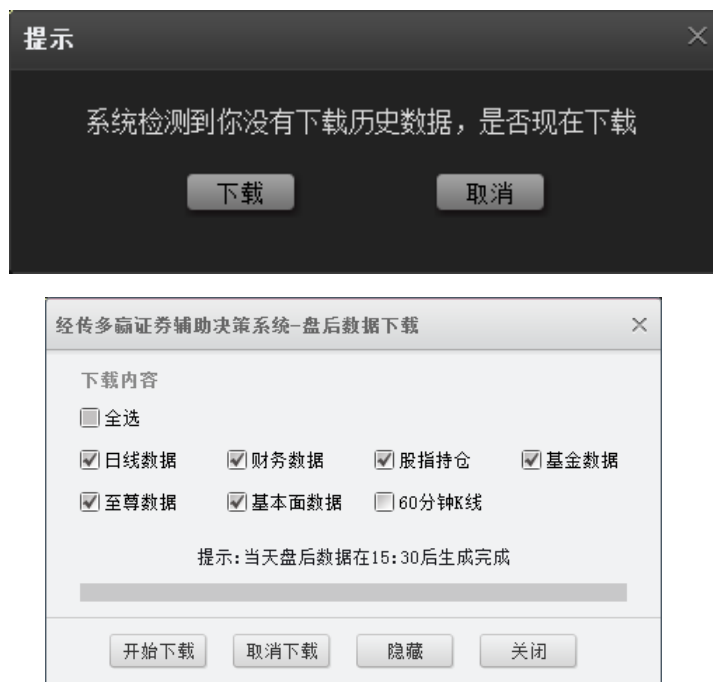 提示
系统检测到你没有下载历史数据，是否现在下载
下载 取消
经传多赢证券辅助决策系统-盘后数据下载
下载内容
全选
日线数据 财务数据 股指持仓 基金数据
至尊数据 基本面数据 60分钟K线
提示:当天盘后数据在15:30后生成完成
开始下载 取消下载 隐藏 关闭